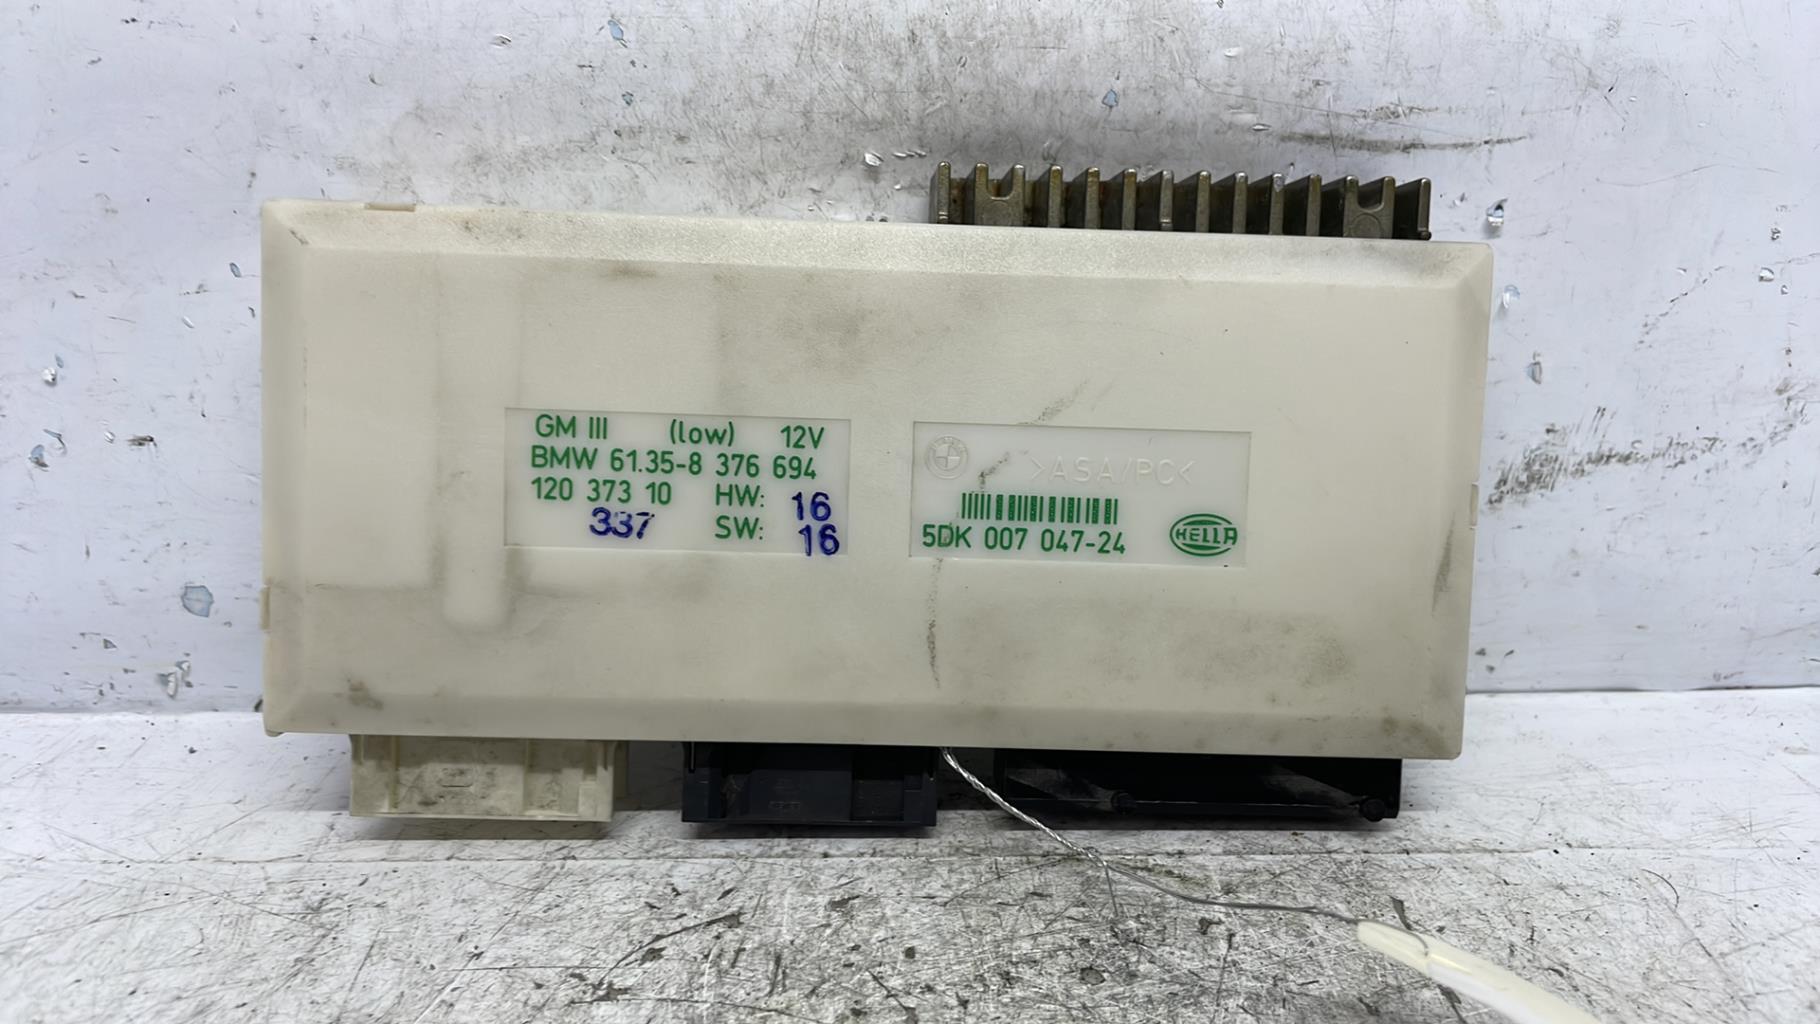 GM III (low) 12V
BMW 61.35-8 376 694
120 373 10 HW: 16
337 SW: 16
>ASA/PC<
5DK 007 047-24
HELLA